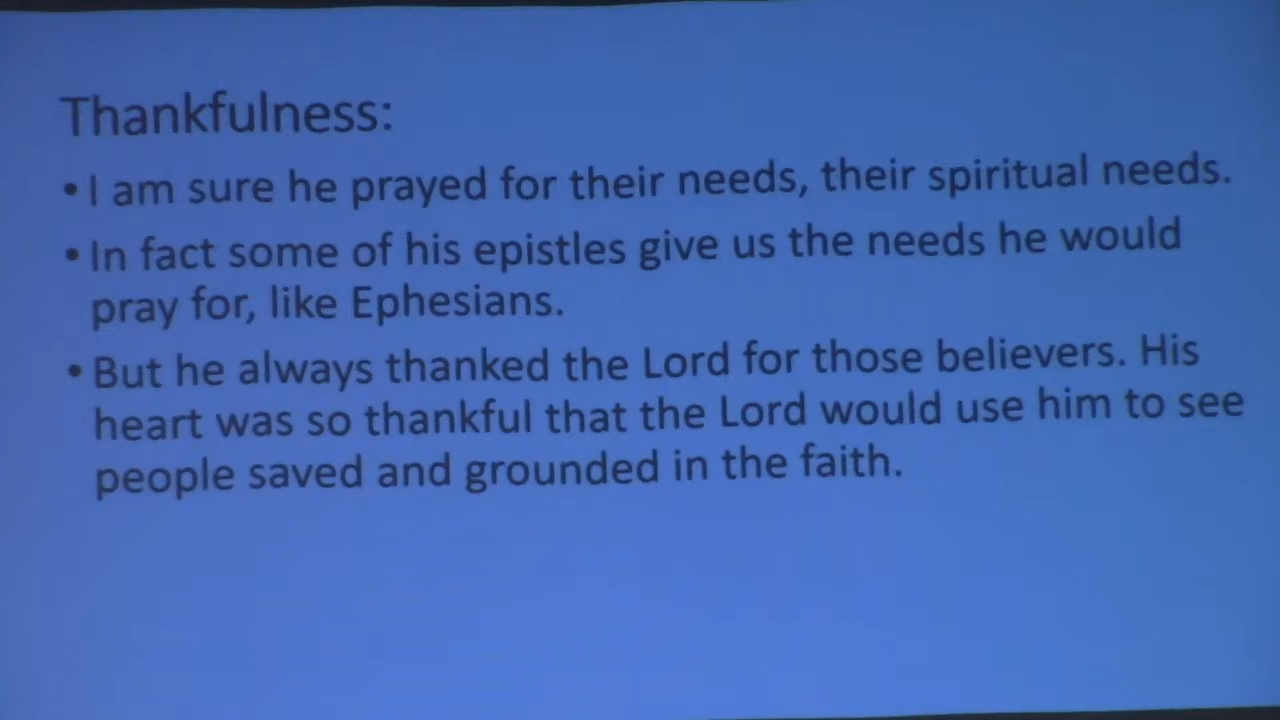 Thankfulness:
• I am sure he prayed for their needs, their spiritual needs.
• In fact some of his epistles give us the needs he would
pray for, like Ephesians.
• But he always thanked the Lord for those believers. His
heart was so thankful that the Lord would use him to see
people saved and grounded in the faith.